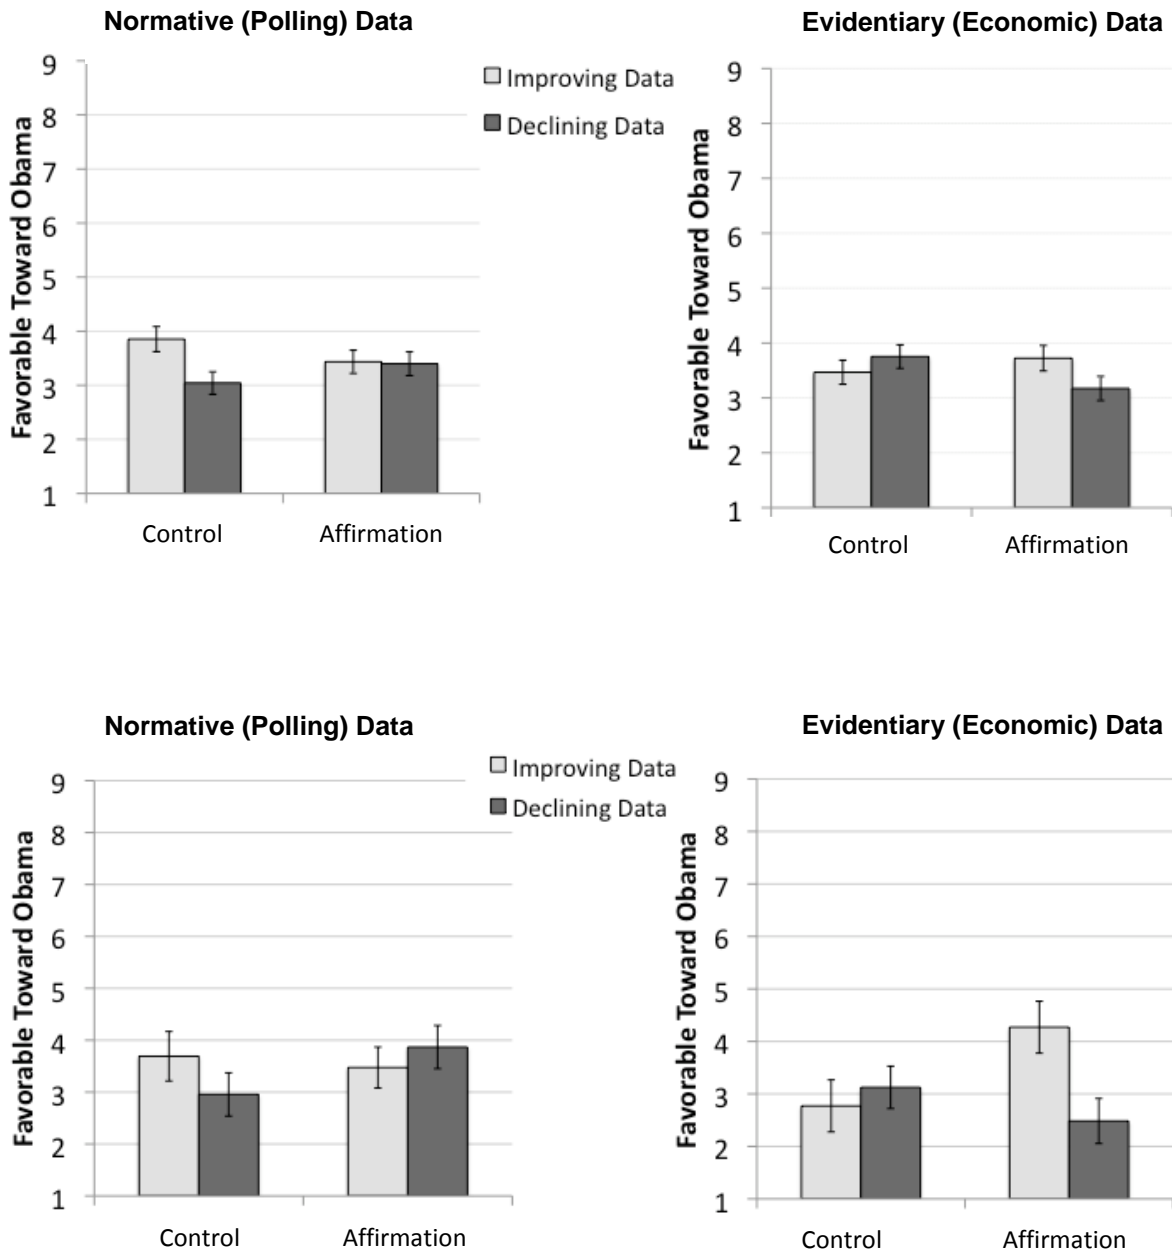 Normative (Polling) Data
Evidentiary (Economic) Data
Favorable Toward Obama
9
8
7
6
5
4
3
2
1
Improving Data
Declining Data
Control
Affirmation
Favorable Toward Obama
9
8
7
6
5
4
3
2
1
Control
Affirmation
Normative (Polling) Data
Evidentiary (Economic) Data
Favorable Toward Obama
9
8
7
6
5
4
3
2
1
Improving Data
Declining Data
Control
Affirmation
Favorable Toward Obama
9
8
7
6
5
4
3
2
1
Control
Affirmation